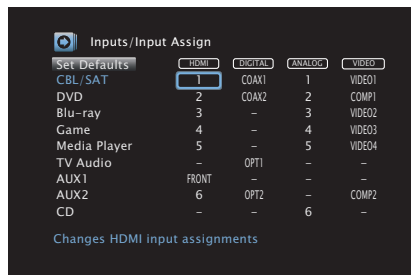 Inputs/Input Assign
Set Defaults HDMI DIGITAL ANALOG VIDEO
CBL/SAT 1 COAX1 1 VIDEO1
DVD 2 COAX2 2 COMP1
Blu-ray 3 – 3 VIDEO2
Game 4 – 4 VIDEO3
Media Player 5 – 5 VIDEO4
TV Audio – OPT1 – –
AUX1 FRONT – – –
AUX2 6 OPT2 – COMP2
CD – – 6 –
Changes HDMI input assignments